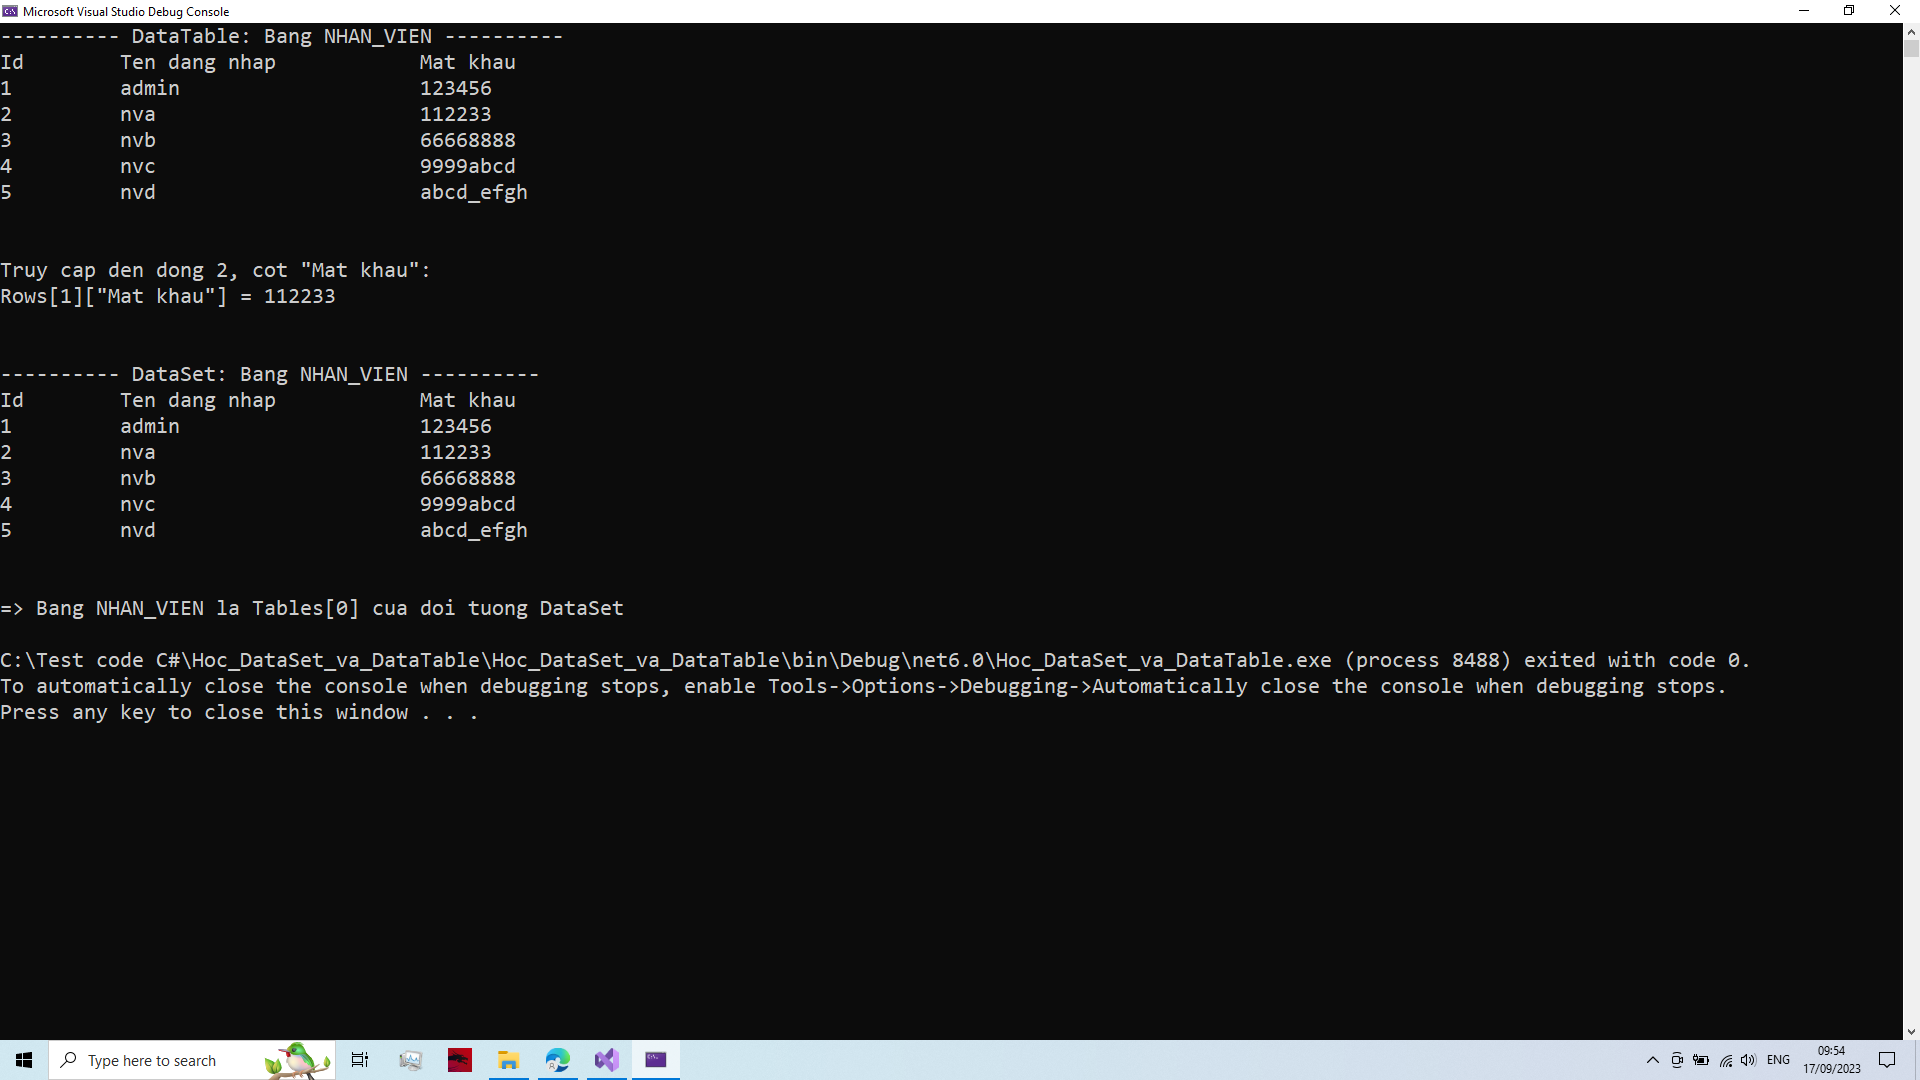 Microsoft Visual Studio Debug Console
---------- DataTable: Bang NHAN_VIEN ----------
Id Ten dang nhap Mat khau
1 admin 123456
2 nva 112233
3 nvb 66668888
4 nvc 9999abcd
5 nvd abcd_efgh
Truy cap den dong 2, cot "Mat khau":
Rows[1]["Mat khau"] = 112233
---------- DataSet: Bang NHAN_VIEN ----------
Id Ten dang nhap Mat khau
1 admin 123456
2 nva 112233
3 nvb 66668888
4 nvc 9999abcd
5 nvd abcd_efgh
=> Bang NHAN_VIEN la Tables[0] cua doi tuong DataSet
C:\Test code C#\Hoc_DataSet_va_DataTable\Hoc_DataSet_va_DataTable\bin\Debug\net6.0\Hoc_DataSet_va_DataTable.exe (process 8488) exited with code 0.
To automatically close the console when debugging stops, enable Tools->Options->Debugging->Automatically close the console when debugging stops.
Press any key to close this window . . .
Type here to search
ENG
09:54
17/09/2023